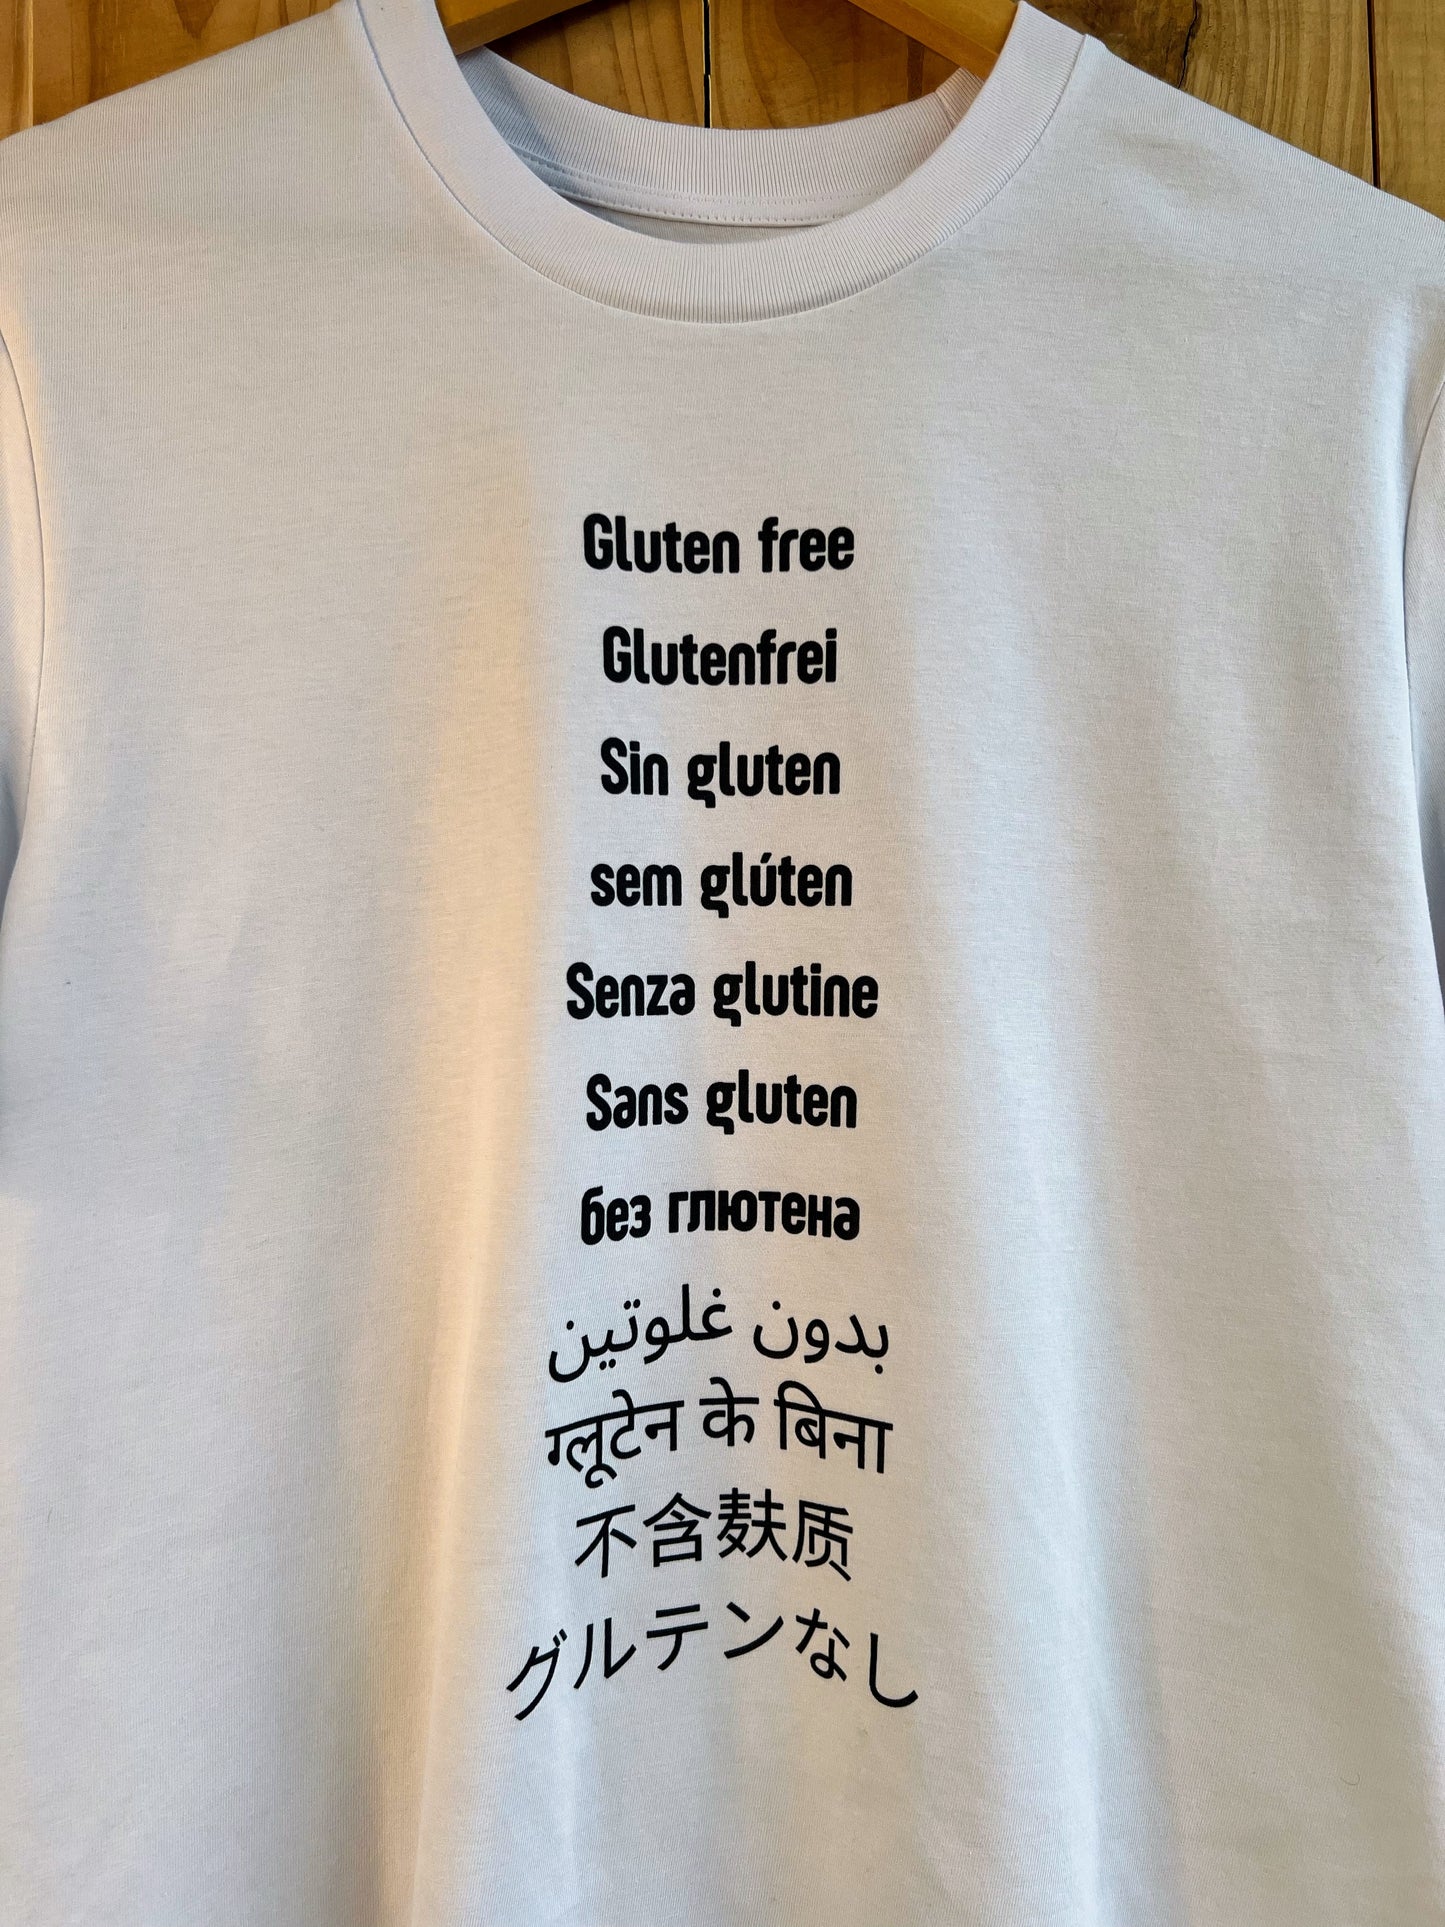 Gluten free
Glutenfrei
Sin gluten
sem glúten
Senza glutine
Sans gluten
без глютена
بدون غلوتين
ग्लूटेन के बिना
不含麸质
グルテンなし